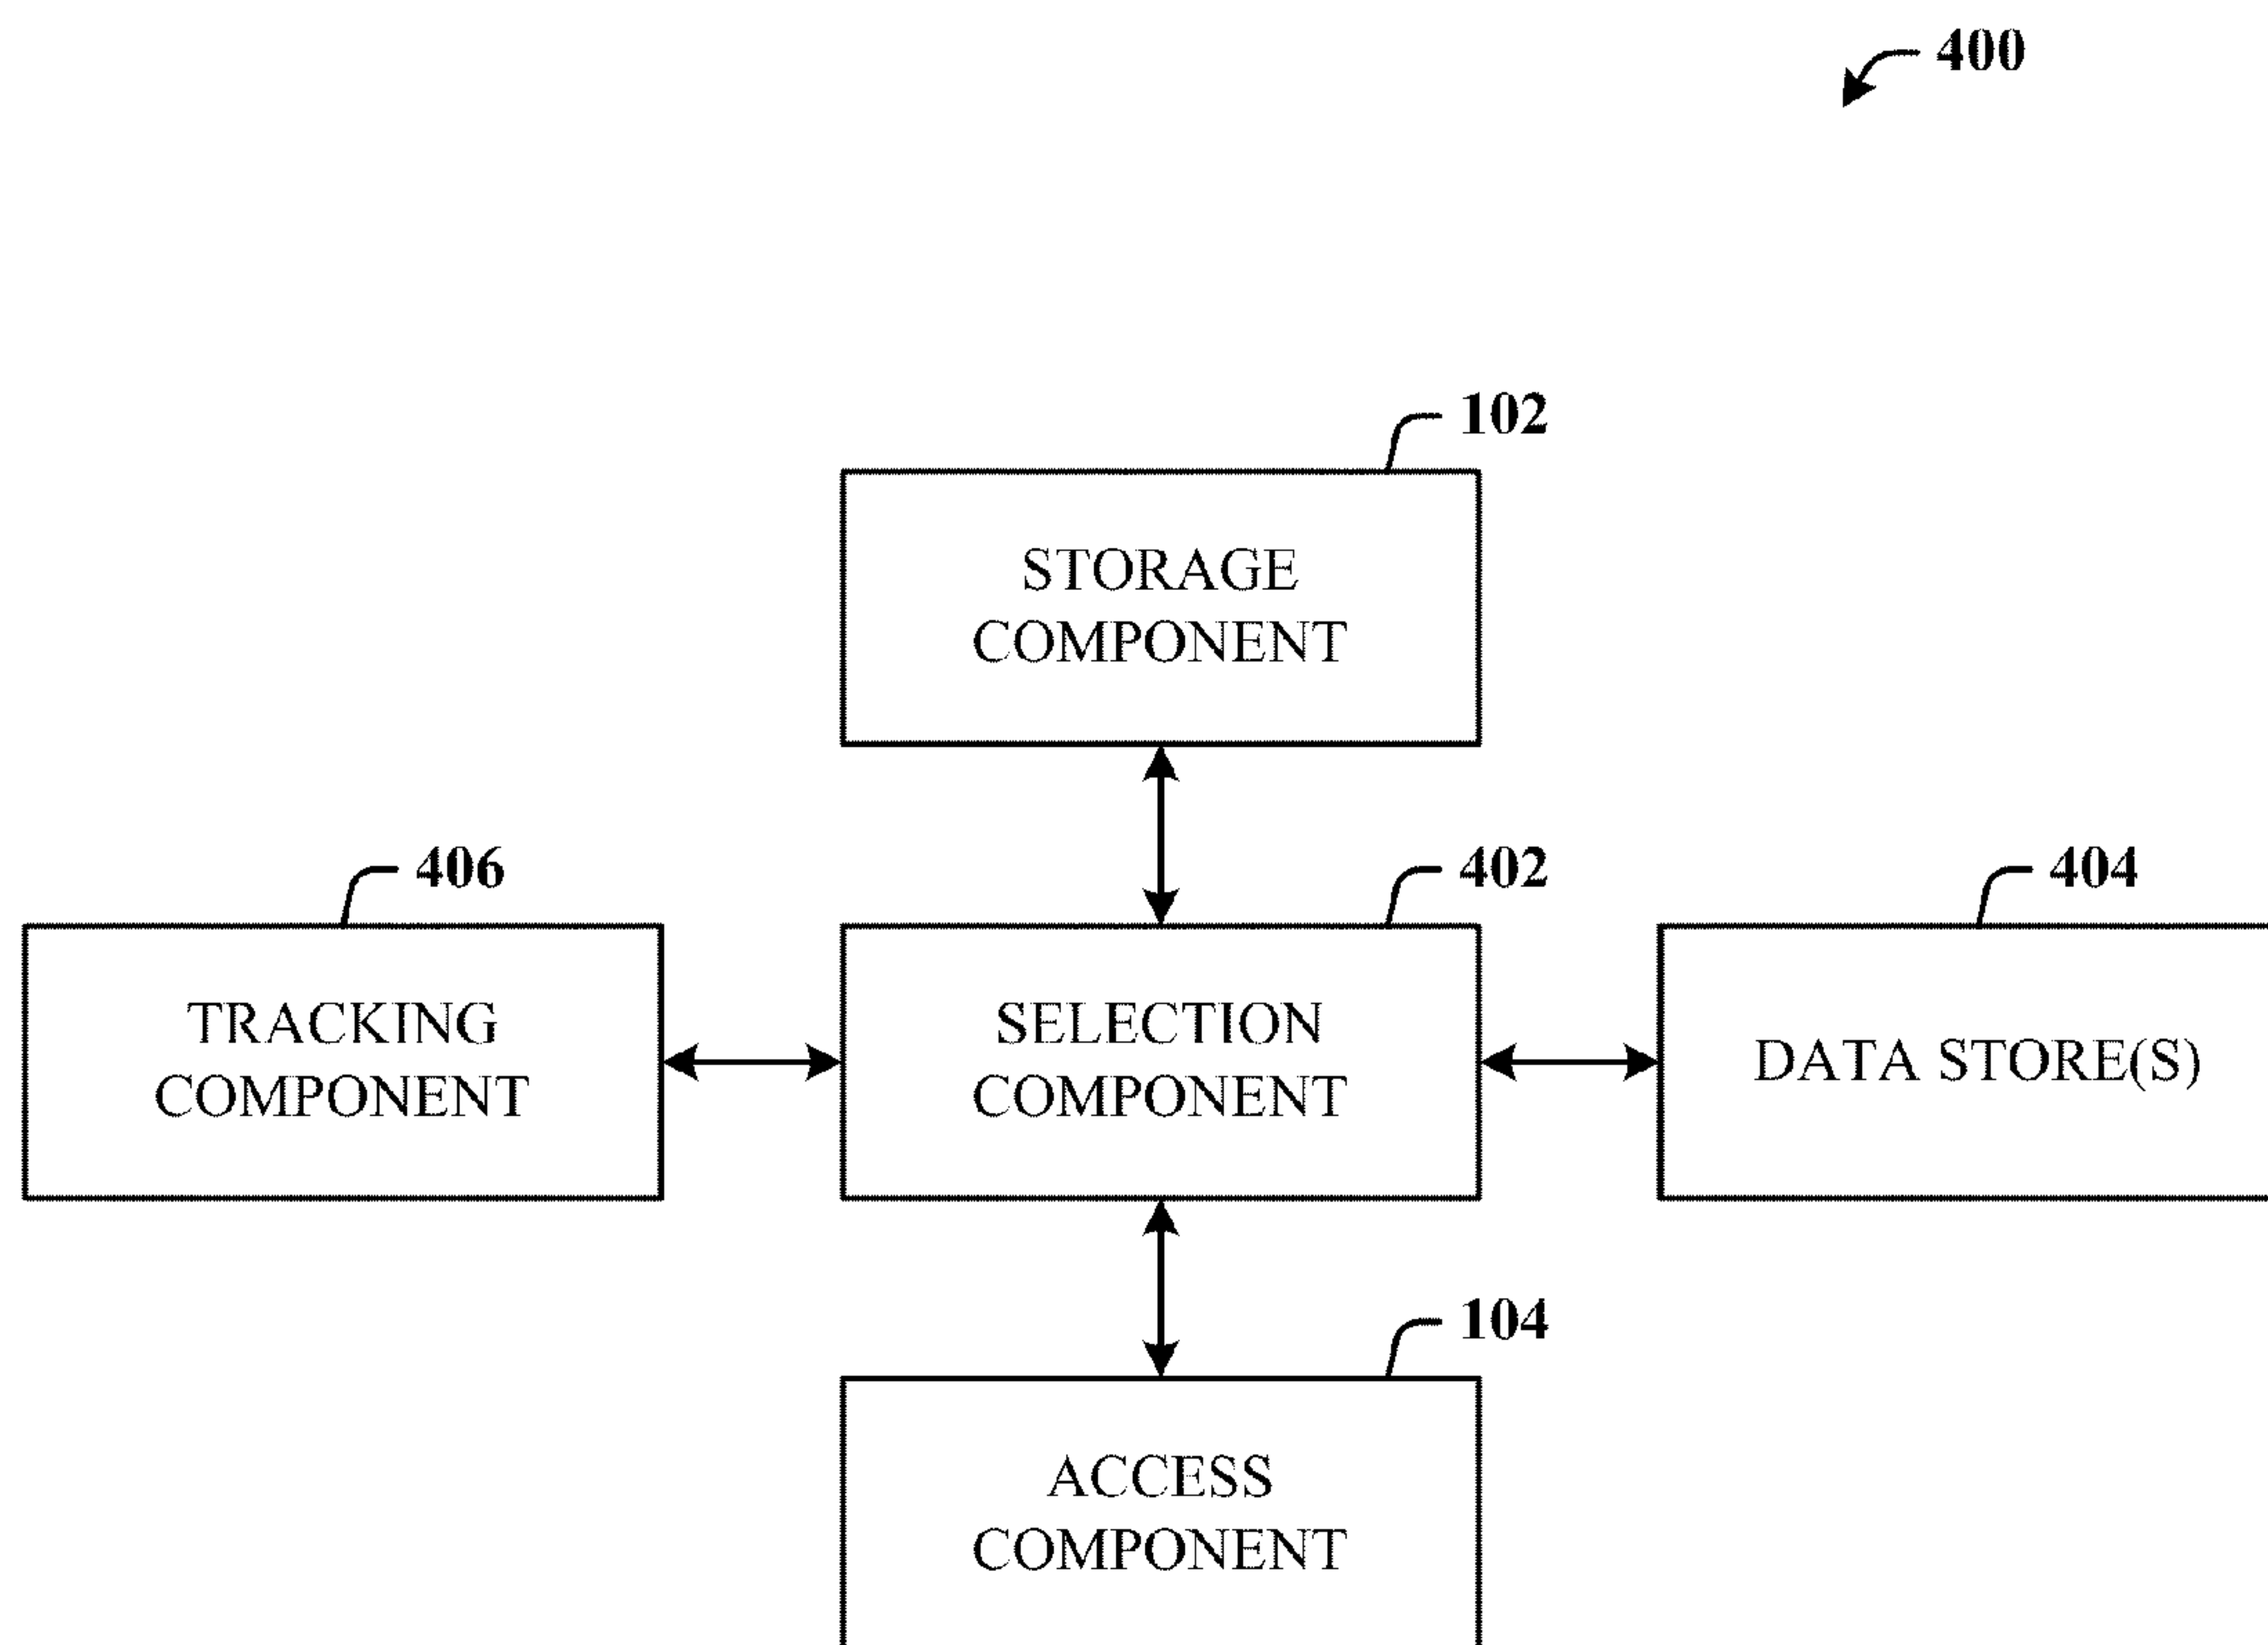 400
102
STORAGE
COMPONENT
406
402
404
TRACKING
COMPONENT
SELECTION
COMPONENT
DATA STORE(S)
104
ACCESS
COMPONENT